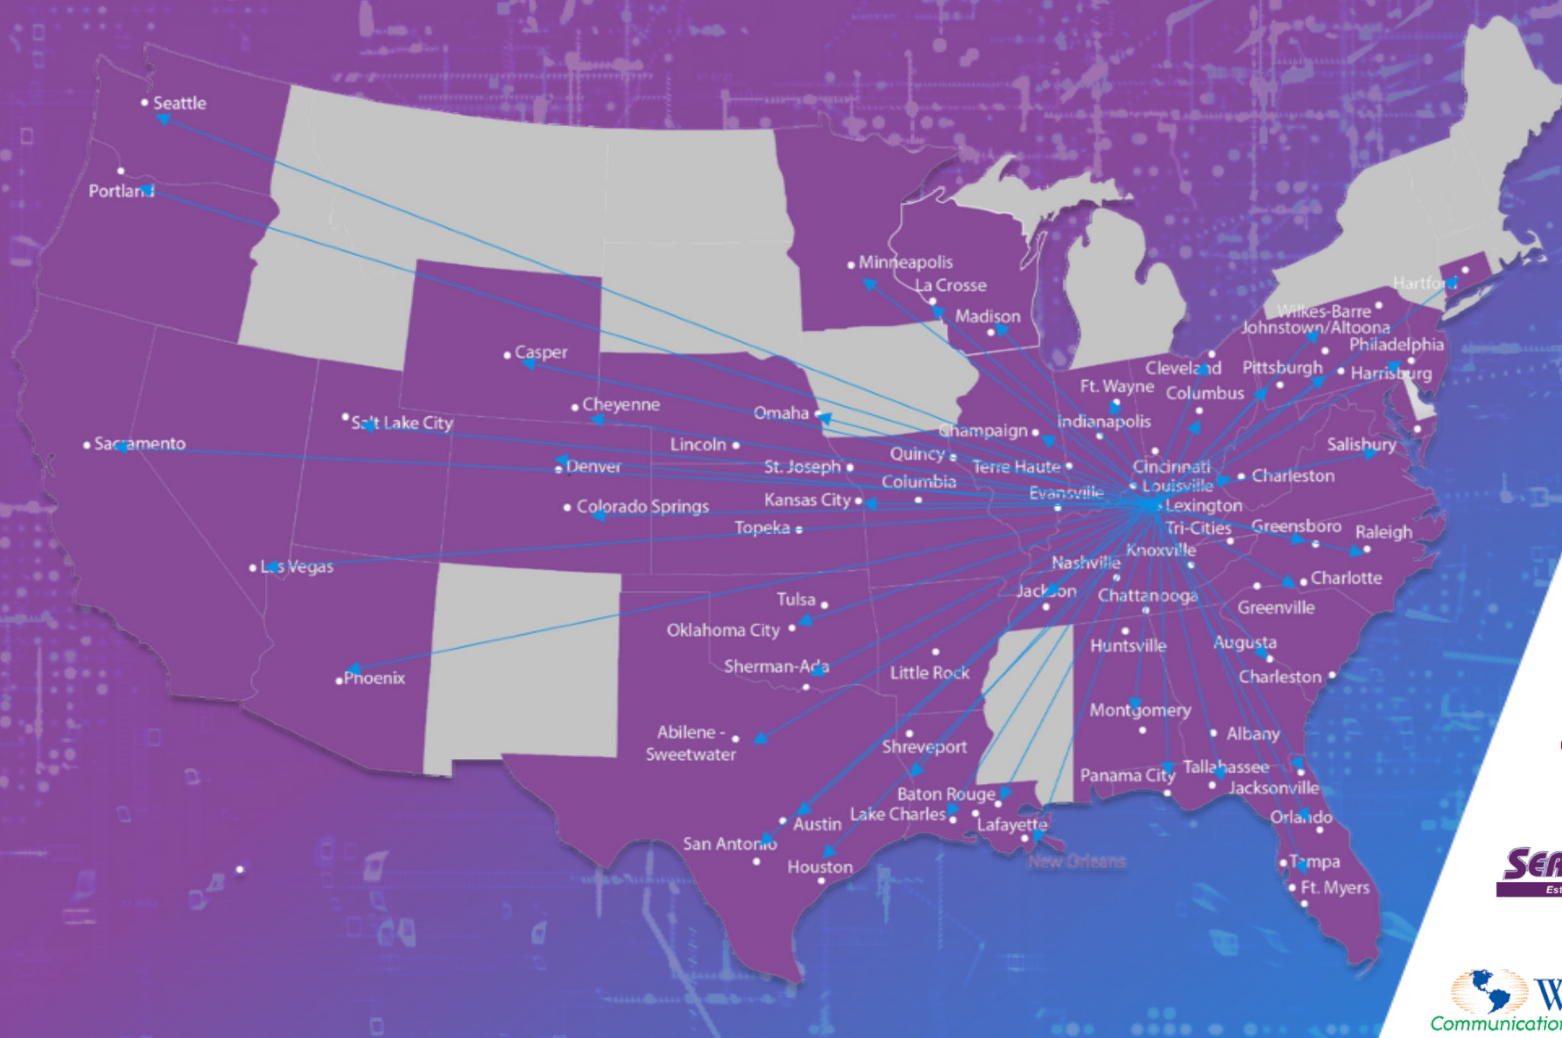 Seattle
Portland
Minneapolis
La Crosse
Madison
Hartford
Wilkes-Barre
Johnstown/Altoona
Philadelphia
Casper
Cleveland
Pittsburgh
Harrisburg
Ft. Wayne
Columbus
Cheyenne
Omaha
Salt Lake City
indianapolis
Champaign
Sacramento
Lincoln
Quincy
Salisbury
Denver
St. Joseph
Terre Haute
Cincinnati
Charleston
Columbia
Louisville
Evansville
Kansas City
Colorado Springs
Lexington
Topeka
Tri-Cities
Greensboro
Raleigh
Knoxville
Las Vegas
Nashville
Charlotte
Jackson
Chattanooga
Tulsa
Greenville
Oklahoma City
Huntsville
Augusta
Sherman-Ada
Little Rock
Phoenix
Charleston
Montgomery
Abilene -
Sweetwater
Albany
Shreveport
Panama City
Tallahassee
Jacksonville
Baton Rouge
Lake Charles
Lafayette
Austin
Orlando
San Antonio
New Orleans
Tampa
Houston
Ft. Myers
Est
W